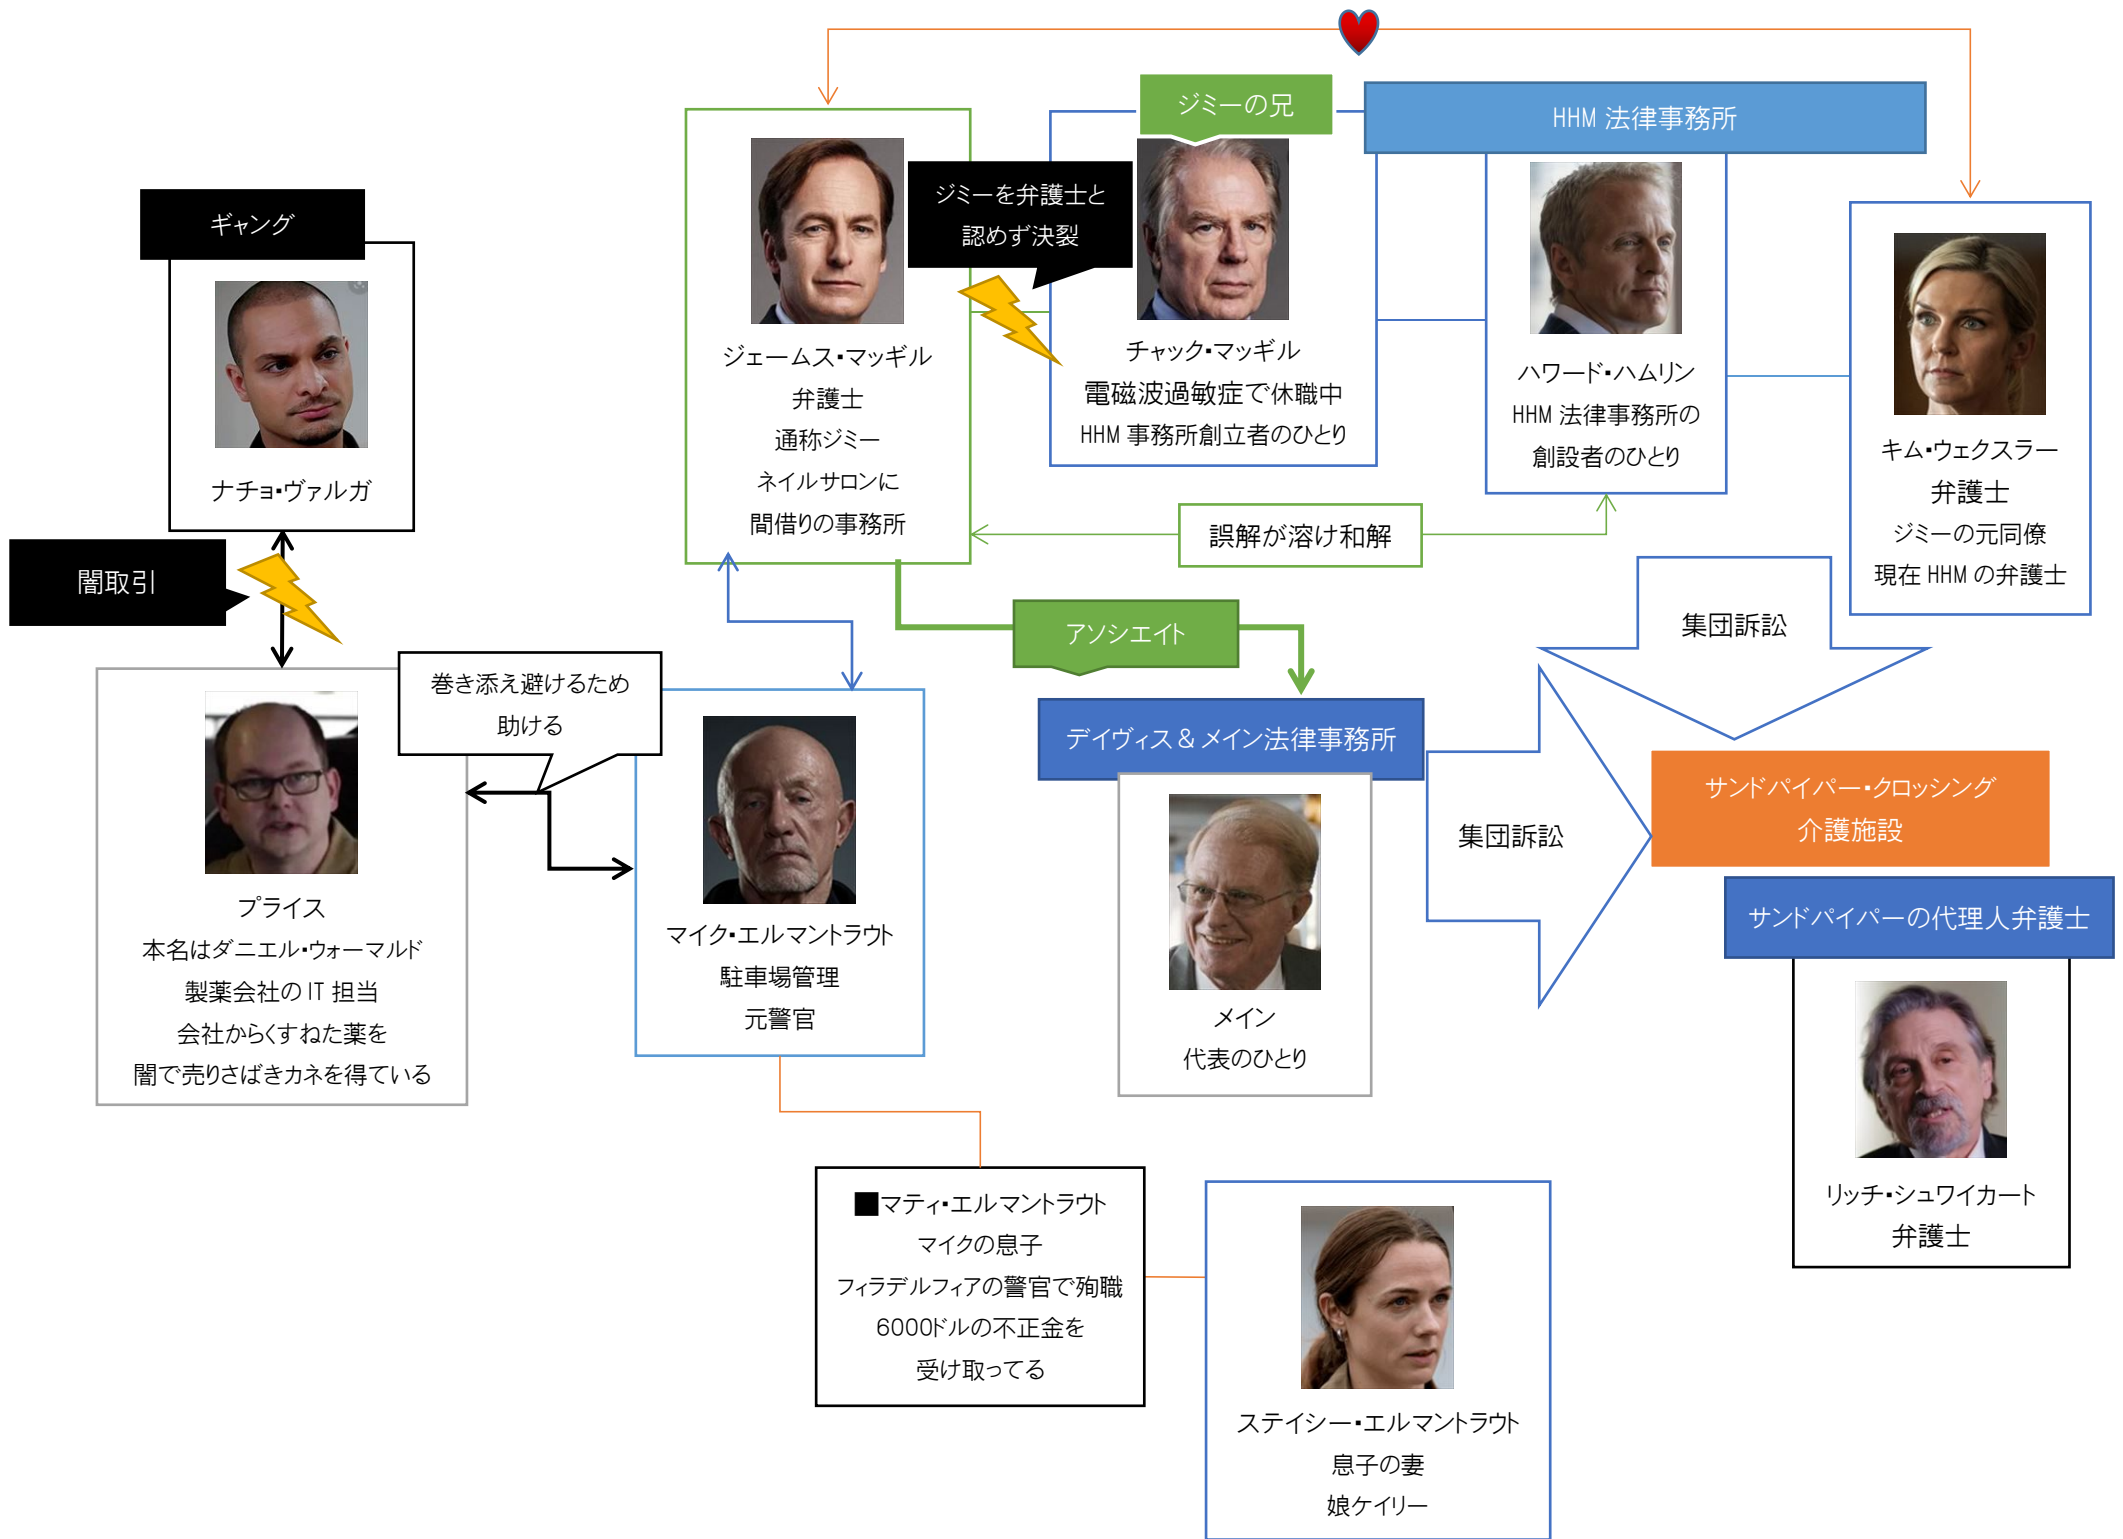 ジミーの兄
HHM 法律事務所
ジミーを弁護士と
認めず決裂
ギャング
ナチョ・ヴァルガ
ジェームス・マッギル
弁護士
通称ジミー
ネイルサロンに
間借りの事務所
チャック・マッギル
電磁波過敏症で休職中
HHM 事務所創立者のひとり
ハワード・ハムリン
HHM 法律事務所の
創設者のひとり
キム・ウェクスラー
弁護士
ジミーの元同僚
現在 HHM の弁護士
誤解が溶け和解
闇取引
アソシエイト
集団訴訟
巻き添え避けるため
助ける
デイヴィス & メイン法律事務所
集団訴訟
サンドパイパー・クロッシング
介護施設
サンドパイパーの代理人弁護士
プライス
本名はダニエル・ウォーマルド
製薬会社の IT 担当
会社からくすねた薬を
闇で売りさばきカネを得ている
マイク・エルマントラウト
駐車場管理
元警官
メイン
代表のひとり
リッチ・シュワイカート
弁護士
■マティ・エルマントラウト
マイクの息子
フィラデルフィアの警官で殉職
6000ドルの不正金を
受け取ってる
ステイシー・エルマントラウト
息子の妻
娘ケイリー